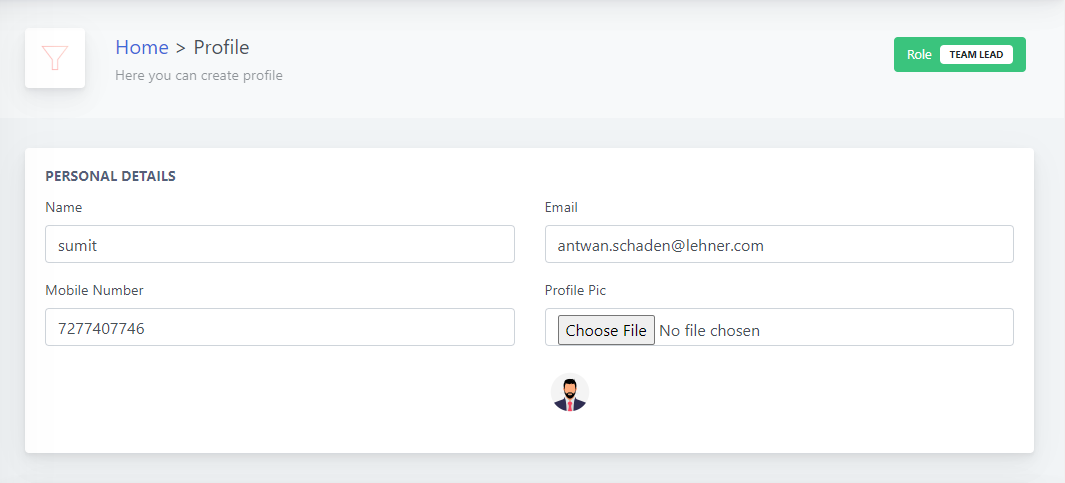 Home > Profile
Here you can create profile
Role TEAM LEAD
PERSONAL DETAILS
Name
sumit
Email
antwan.schaden@lehner.com
Mobile Number
7277407746
Profile Pic
Choose File No file chosen